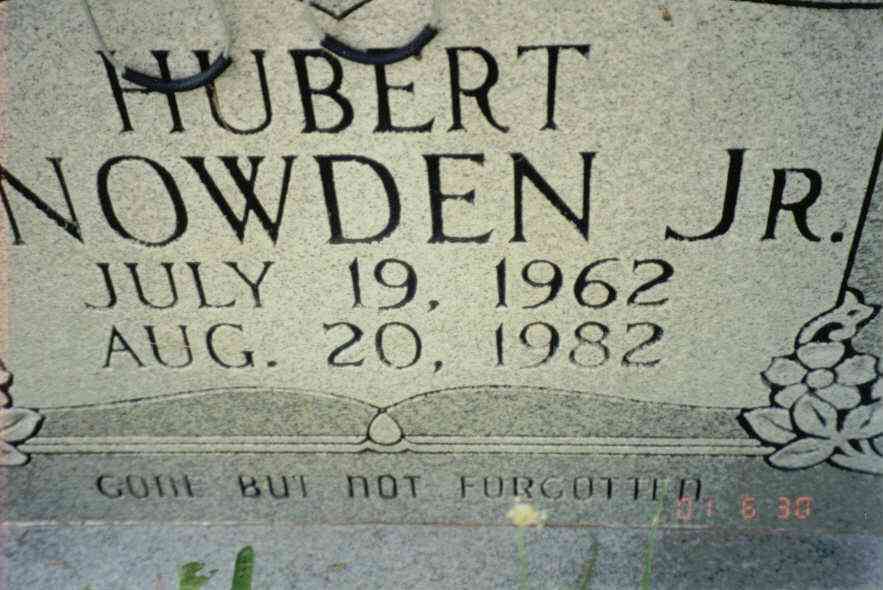 HUBERT
NOWDEN JR.
JULY 19, 1962
AUG. 20, 1982
GONE BUT NOT FORGOTTEN
01 6 30